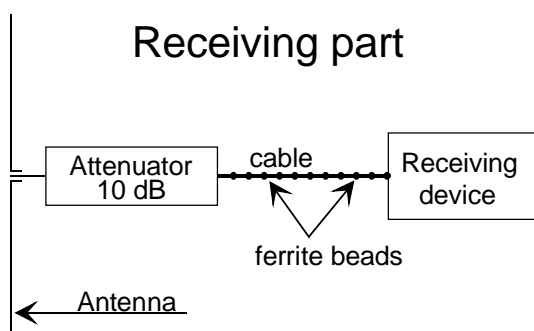 Receiving part
Attenuator
10 dB
cable
Receiving
device
ferrite beads
Antenna